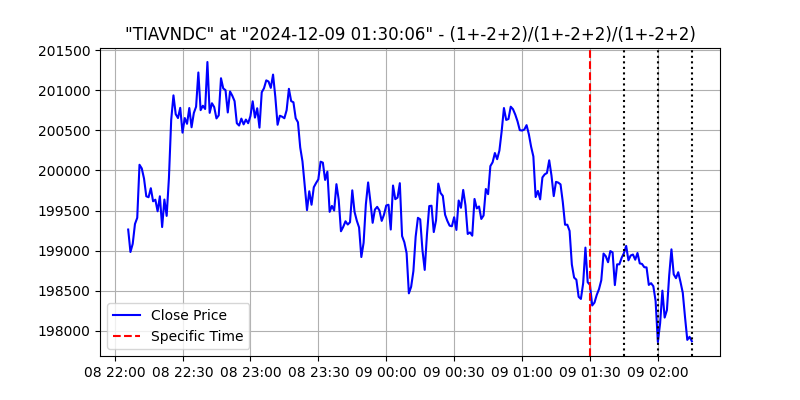 "TIAVNDC" at "2024-12-09 01:30:06" - (1+-2+2)/(1+-2+2)/(1+-2+2)
201500
201000
200500
200000
199500
199000
198500
198000
Close Price
Specific Time
08 22:00 08 22:30 08 23:00 08 23:30 09 00:00 09 00:30 09 01:00 09 01:30 09 02:00